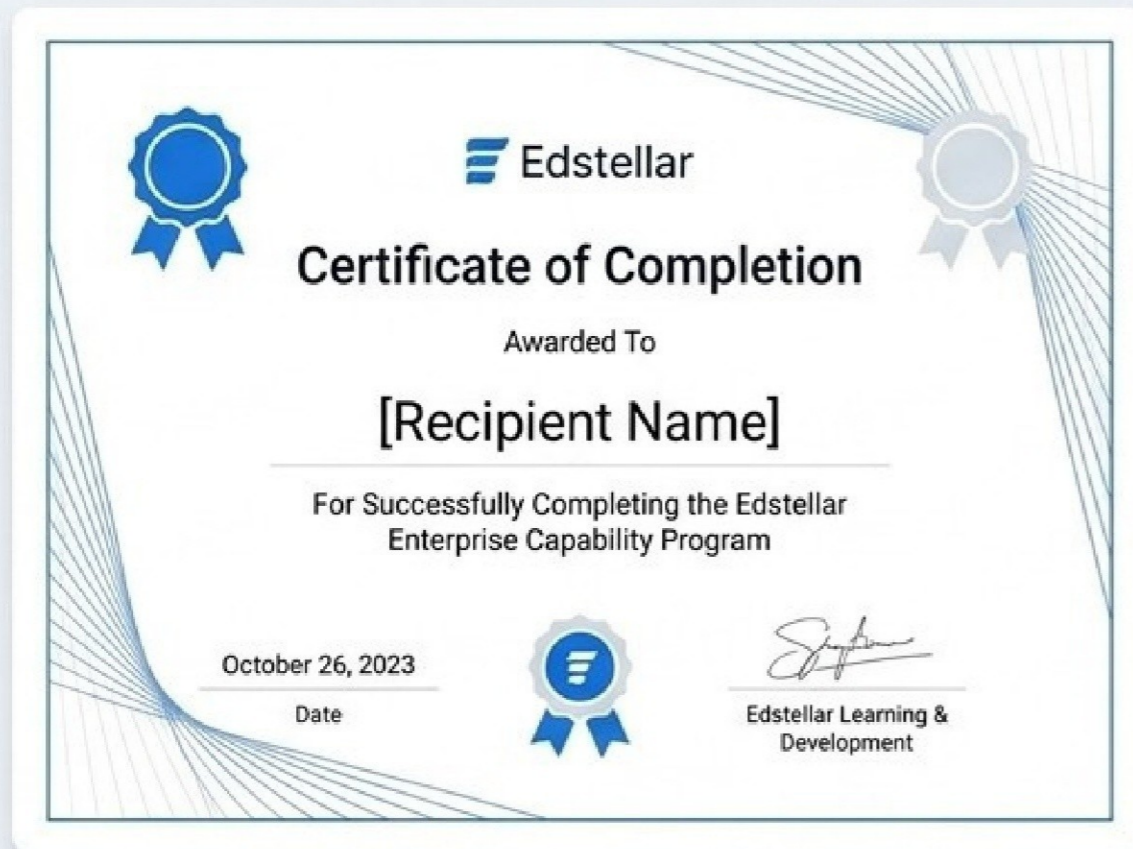 Edstellar
Certificate of Completion
Awarded To
[Recipient Name]
For Successfully Completing the Edstellar
Enterprise Capability Program
October 26, 2023
Date
Edstellar Learning &
Development